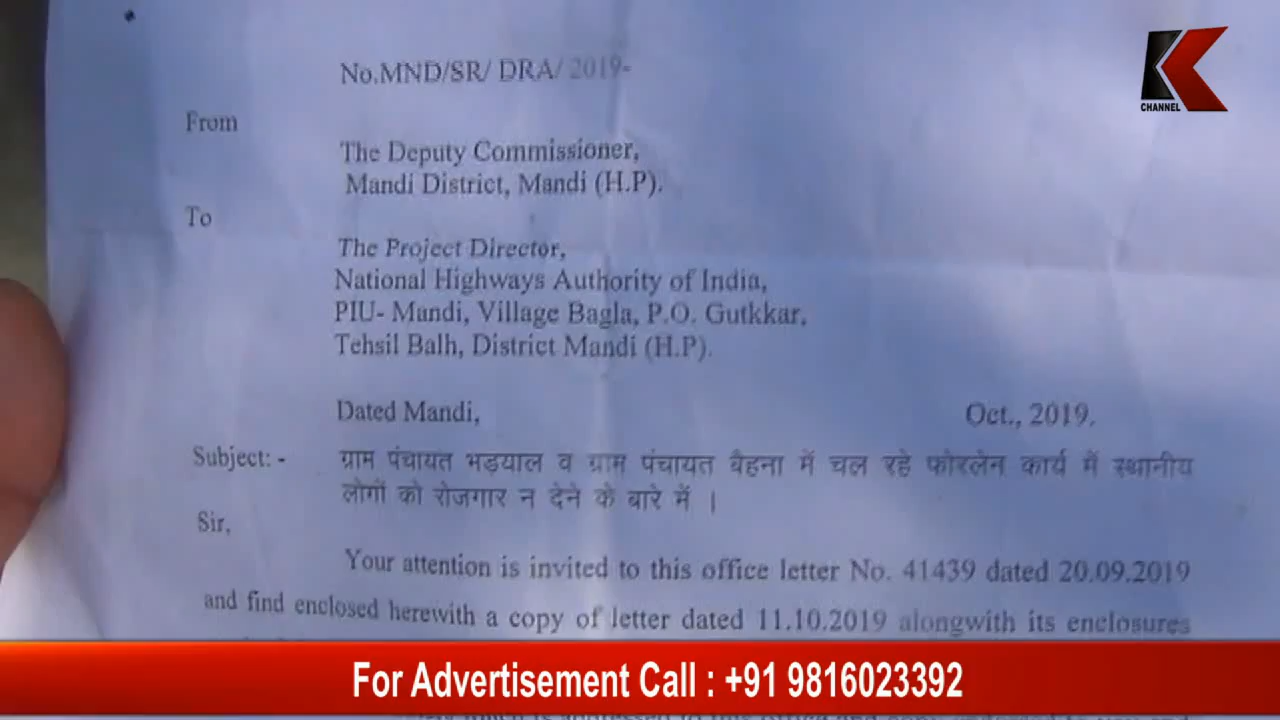 No.MND/SR/ DRA/ 2019-
K
CHANNEL
From
The Deputy Commissioner,
Mandi District, Mandi (H.P).
To
The Project Director,
National Highways Authority of India,
PIU- Mandi, Village Bagla, P.O. Gutkkar,
Tehsil Balh, District Mandi (H.P).
Dated Mandi, Oct., 2019.
Subject: - ग्राम पंचायत भड़याल व ग्राम पंचायत बैहना में चल रहे फोरलेन कार्य में स्थानीय
लोगों को रोजगार न देने के बारे में ।
Sir,
Your attention is invited to this office letter No. 41439 dated 20.09.2019
and find enclosed herewith a copy of letter dated 11.10.2019 alongwith its enclosures
For Advertisement Call : +91 9816023392